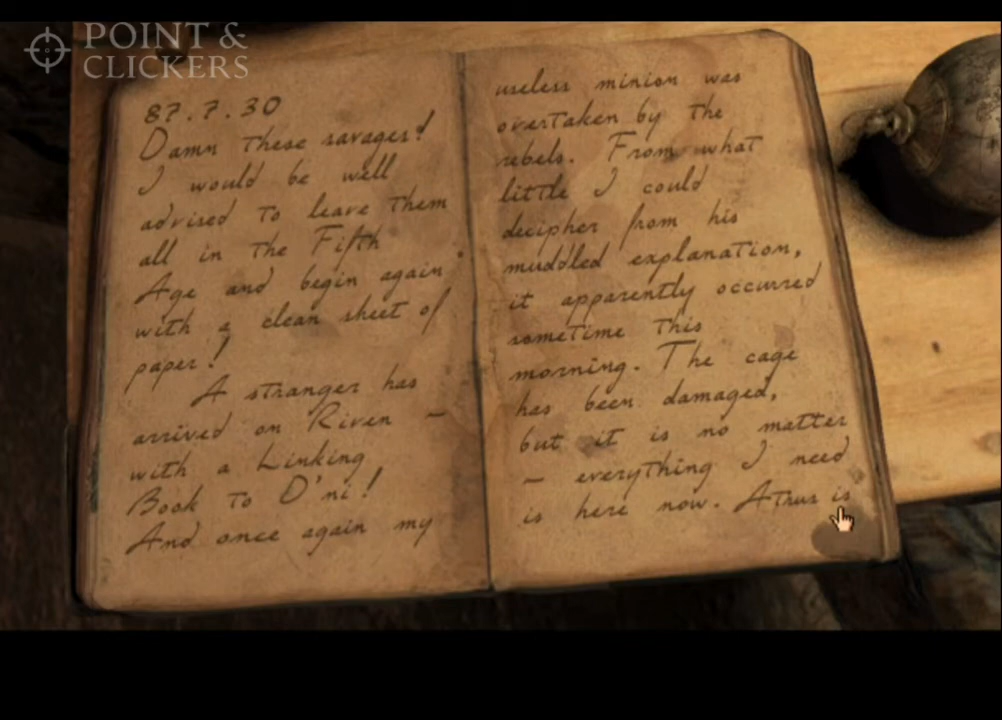 POINT &
CLICKERS
87.7.30
Damn these savages!
I would be well
advised to leave them
all in the Fifth
Age and begin again
with a clean sheet of
paper!
A stranger has
arrived on Riven –
with a Linking
Book to D'ni!
And once again my
useless minion was
overtaken by the
rebels. From what
little I could
decipher from his
muddled explanation,
it apparently occurred
sometime this
morning. The cage
has been damaged,
but it is no matter
– everything I need
is here now. Atrus is